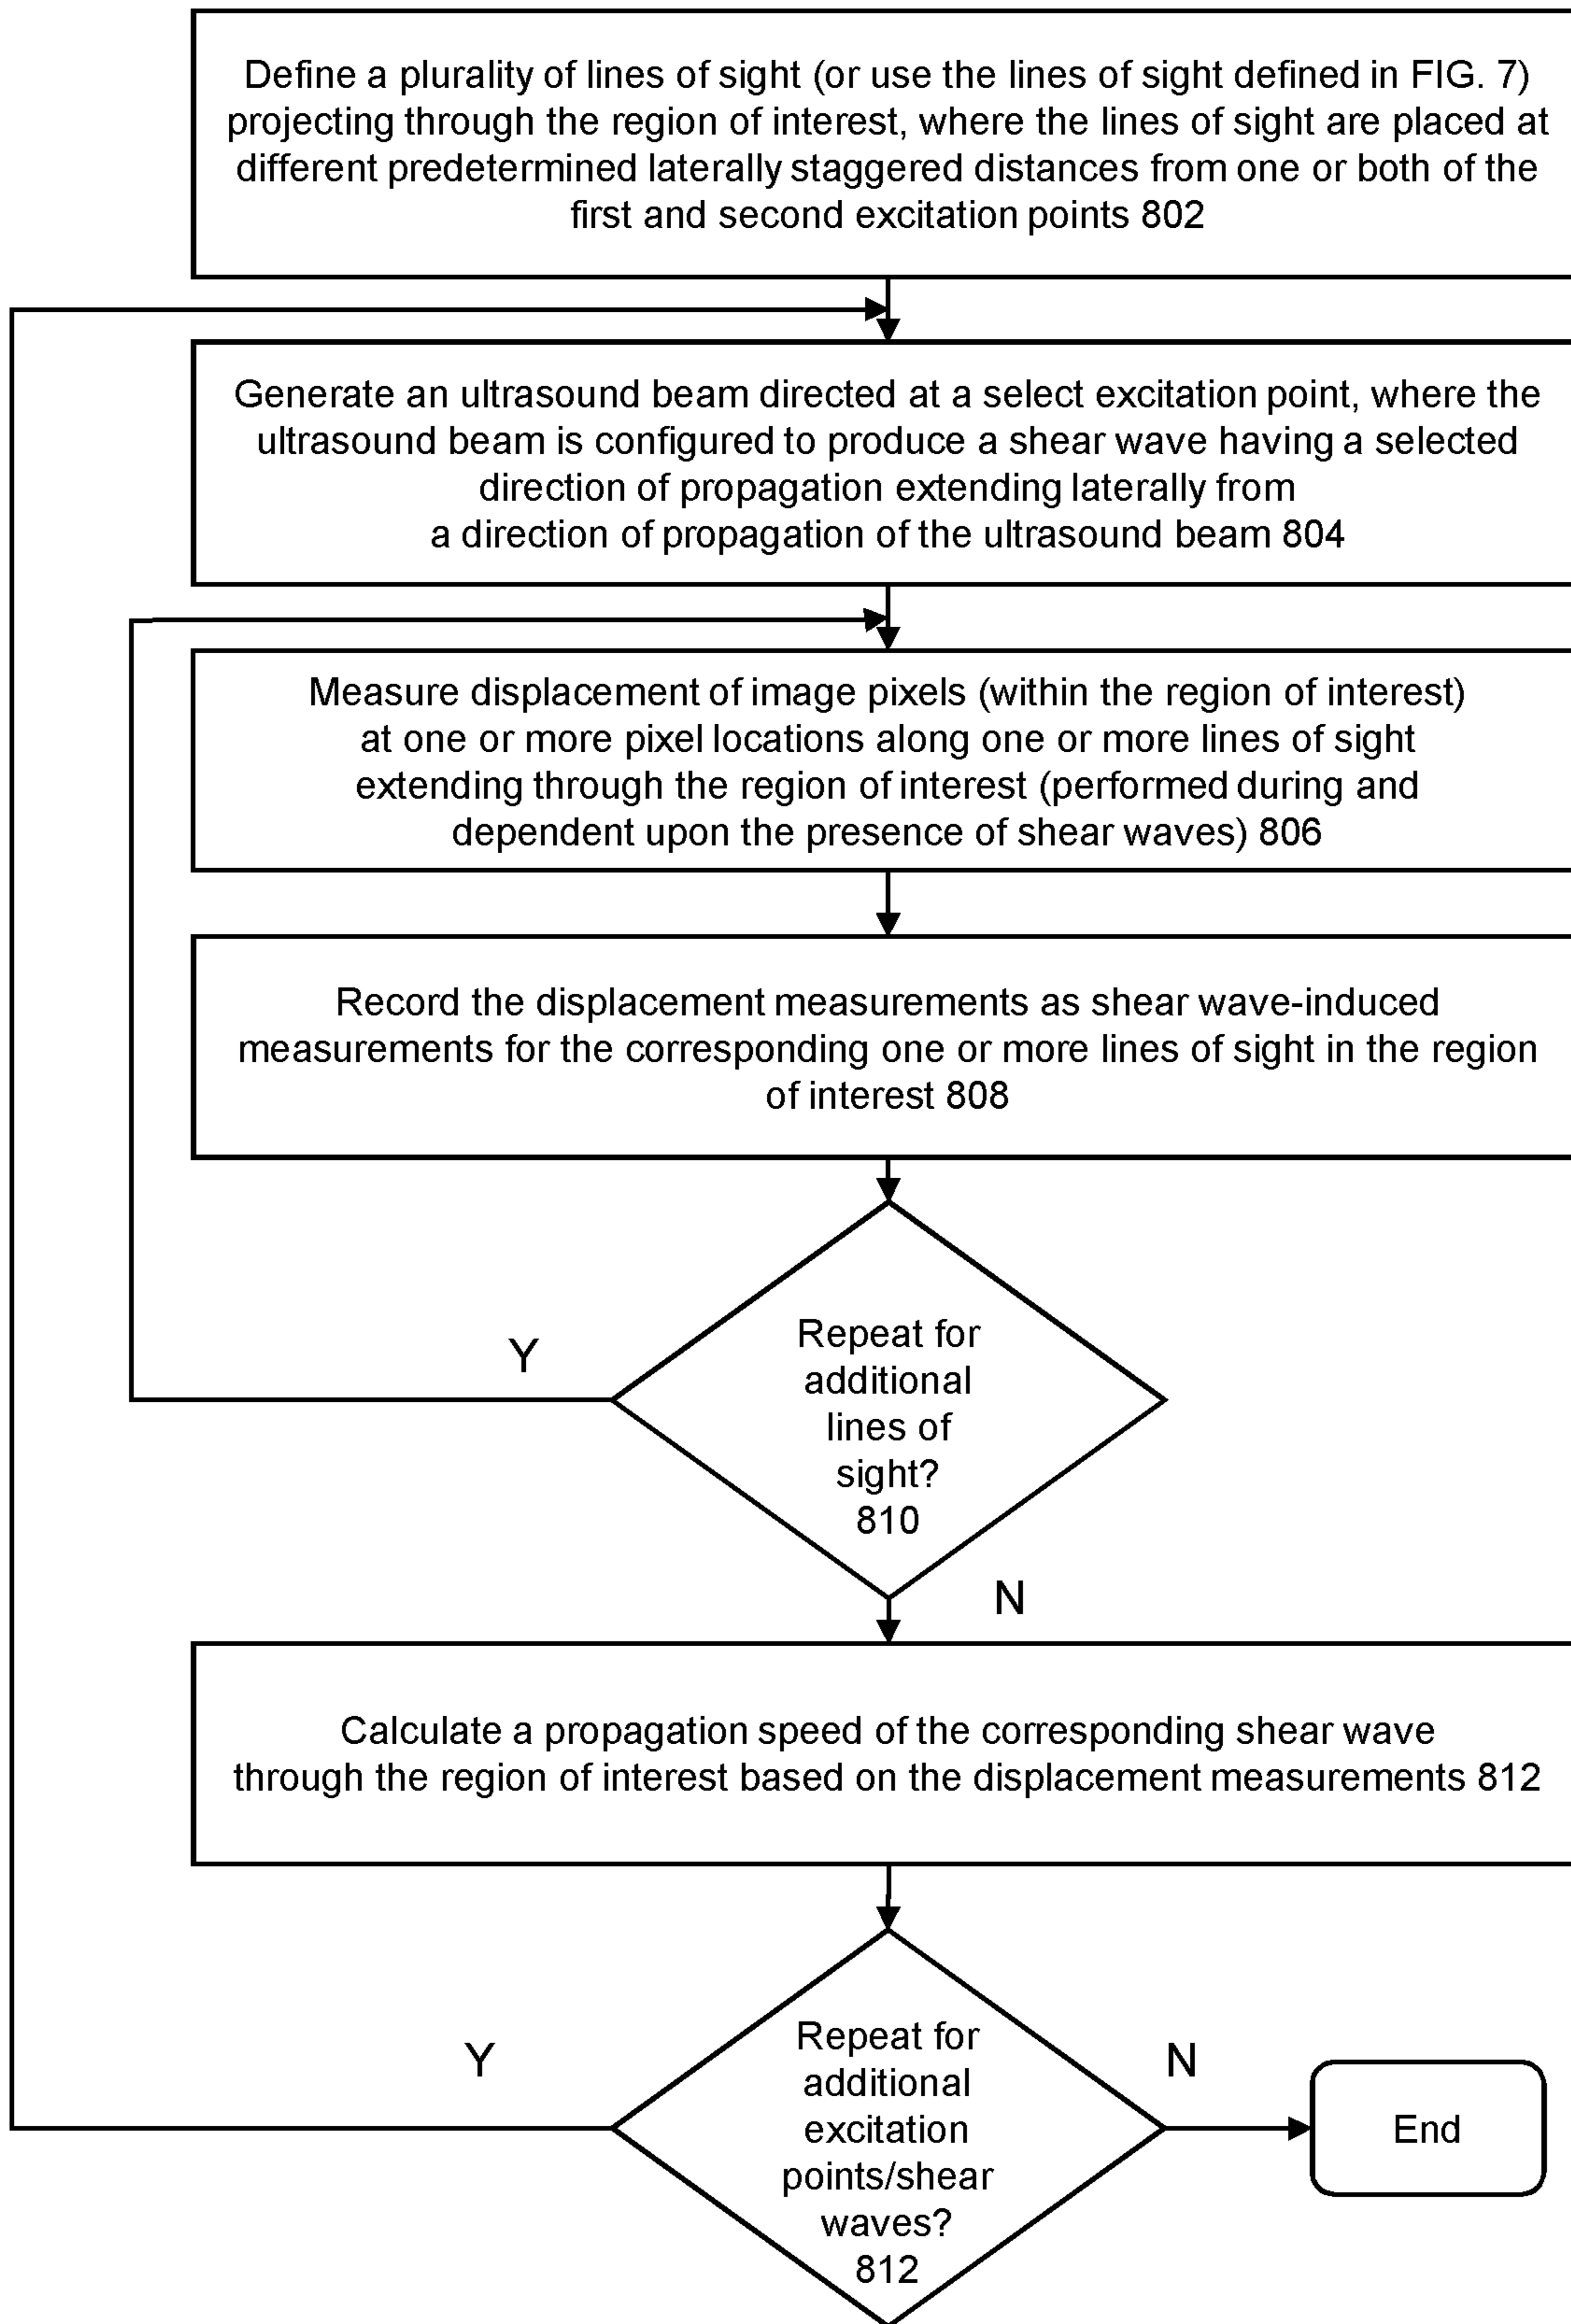 Define a plurality of lines of sight (or use the lines of sight defined in FIG. 7)
projecting through the region of interest, where the lines of sight are placed at
different predetermined laterally staggered distances from one or both of the
first and second excitation points 802
Generate an ultrasound beam directed at a select excitation point, where the
ultrasound beam is configured to produce a shear wave having a selected
direction of propagation extending laterally from
a direction of propagation of the ultrasound beam 804
Measure displacement of image pixels (within the region of interest)
at one or more pixel locations along one or more lines of sight
extending through the region of interest (performed during and
dependent upon the presence of shear waves) 806
Record the displacement measurements as shear wave-induced
measurements for the corresponding one or more lines of sight in the region
of interest 808
Y
Repeat for
additional
lines of
sight?
810
N
Calculate a propagation speed of the corresponding shear wave
through the region of interest based on the displacement measurements 812
Y
Repeat for
additional
excitation
points/shear
waves?
812
N
End